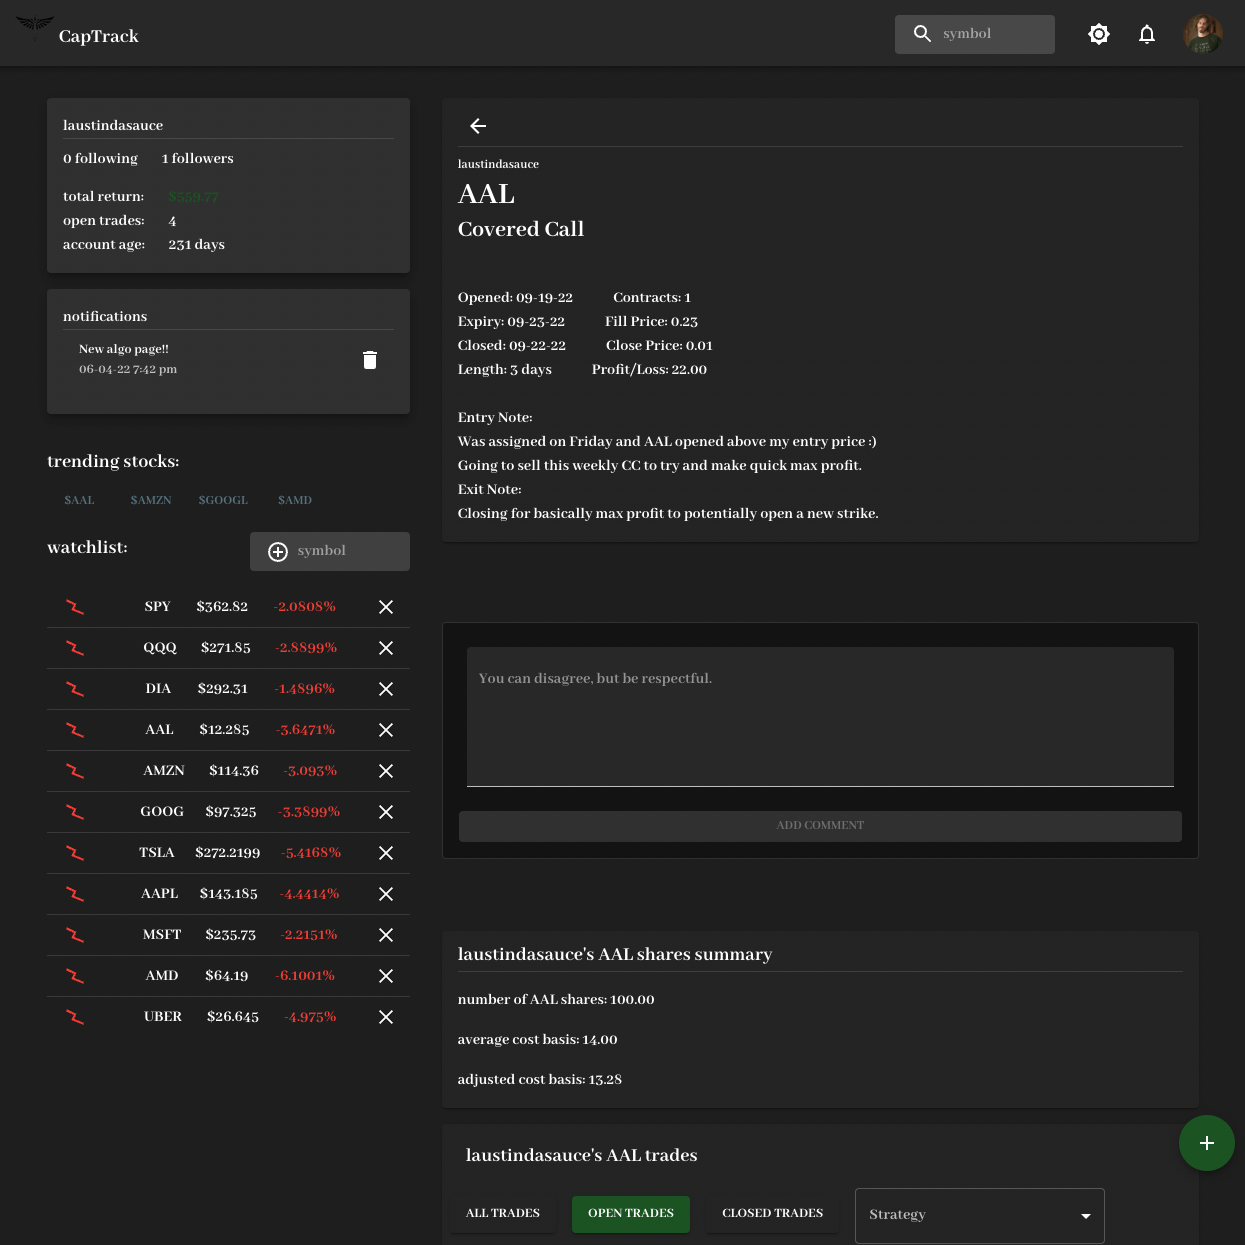 CapTrack
symbol
laustindasauce
0 following 1 followers
total return: $559.77
open trades: 4
account age: 231 days
notifications
New algo page!!
06-04-22 7:42 pm
trending stocks:
$AAL $AMZN $GOOGL $AMD
watchlist:
symbol
SPY $362.82 -2.0808%
QQQ $271.85 -2.8899%
DIA $292.31 -1.4896%
AAL $12.285 -3.6471%
AMZN $114.36 -3.093%
GOOG $97.325 -3.3899%
TSLA $272.2199 -5.4168%
AAPL $143.185 -4.4414%
MSFT $235.73 -2.2151%
AMD $64.19 -6.1001%
UBER $26.645 -4.975%
laustindasauce
AAL
Covered Call
Opened: 09-19-22 Contracts: 1
Expiry: 09-23-22 Fill Price: 0.23
Closed: 09-22-22 Close Price: 0.01
Length: 3 days Profit/Loss: 22.00
Entry Note:
Was assigned on Friday and AAL opened above my entry price :)
Going to sell this weekly CC to try and make quick max profit.
Exit Note:
Closing for basically max profit to potentially open a new strike.
You can disagree, but be respectful.
ADD COMMENT
laustindasauce's AAL shares summary
number of AAL shares: 100.00
average cost basis: 14.00
adjusted cost basis: 13.28
laustindasauce's AAL trades
ALL TRADES OPEN TRADES CLOSED TRADES Strategy